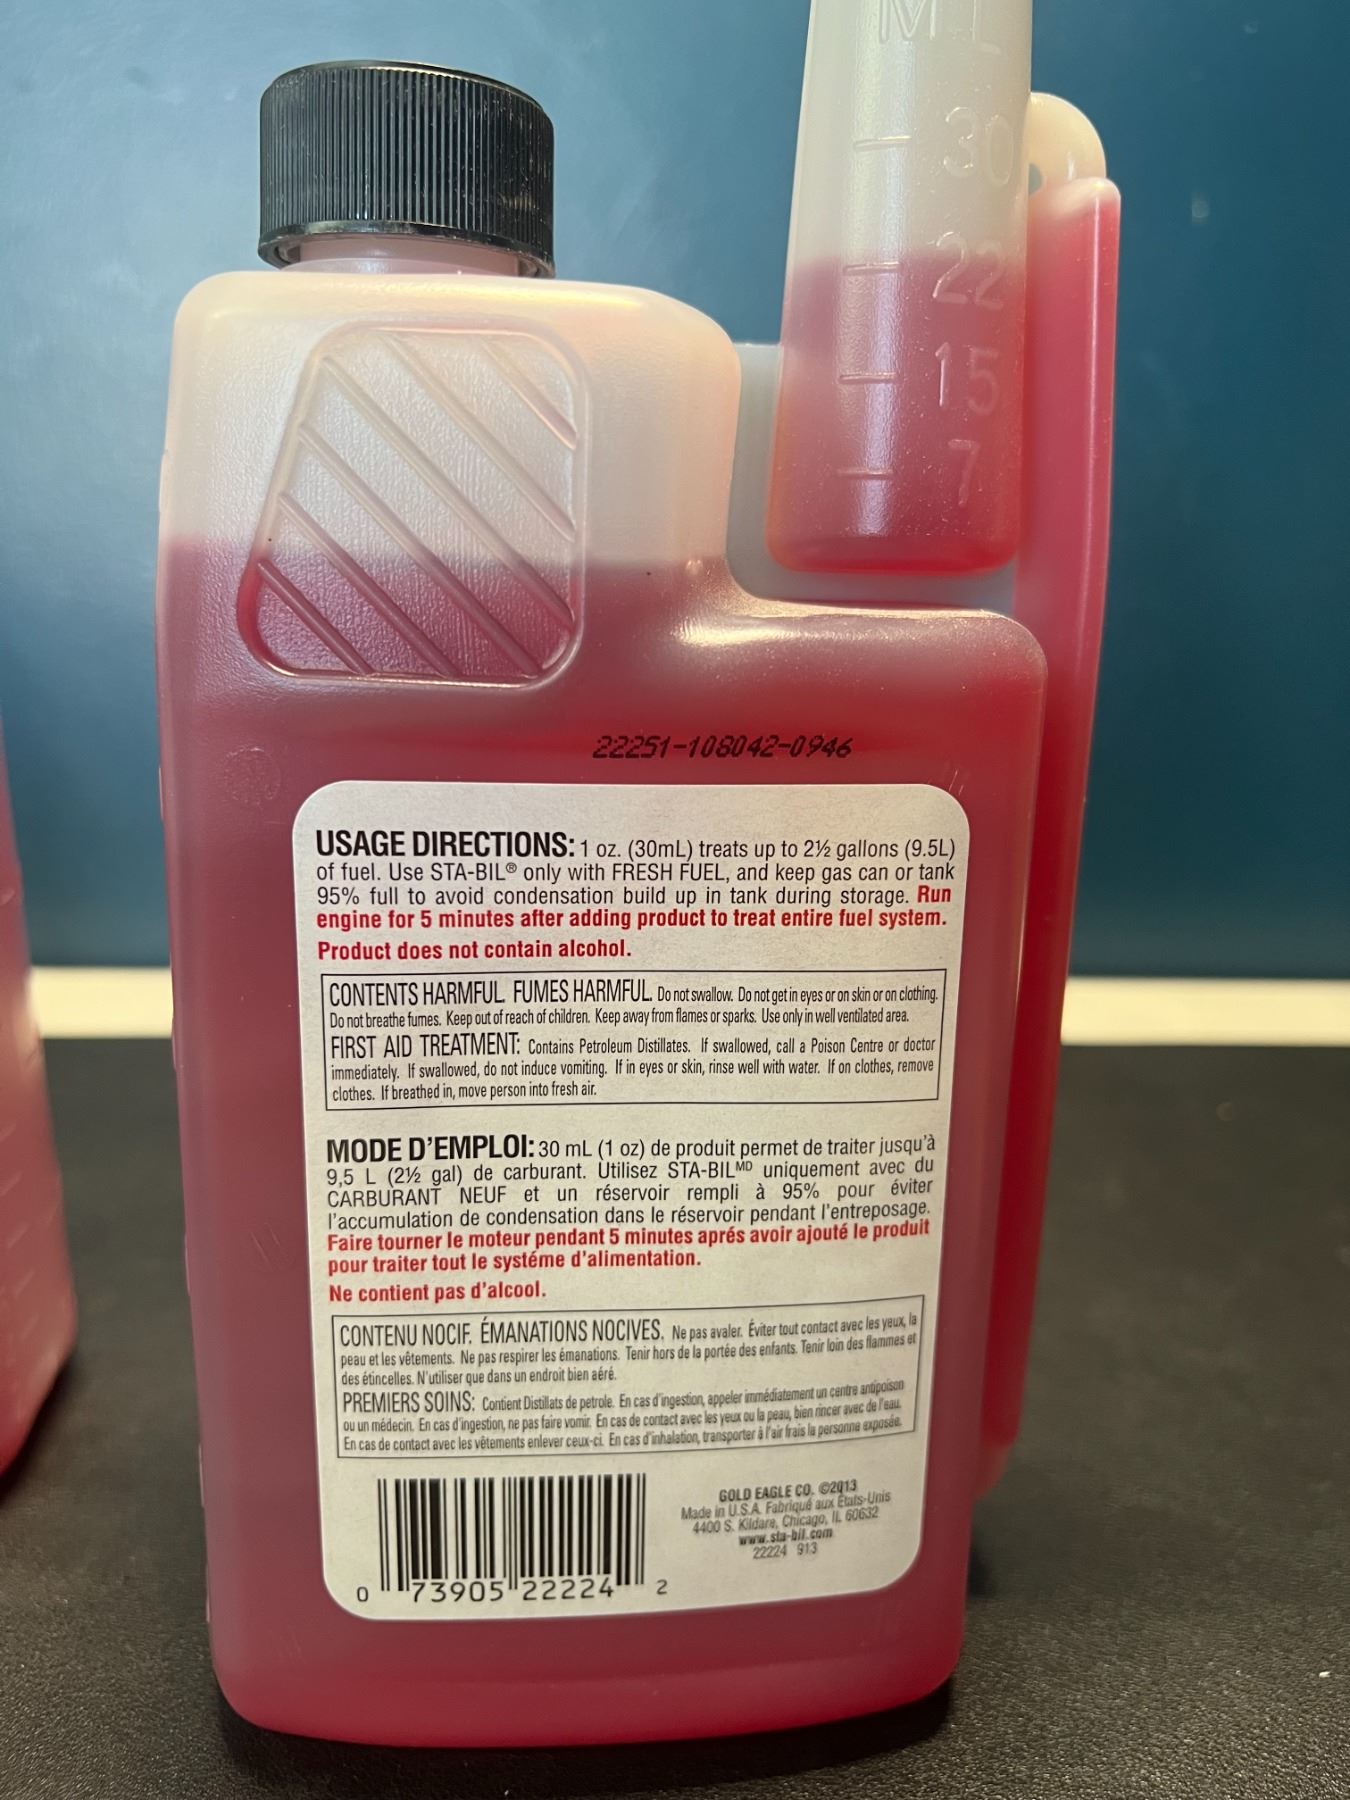 ML
30
22
15
7
22251-108042-0946
USAGE DIRECTIONS: 1 oz. (30mL) treats up to 2½ gallons (9.5L)
of fuel. Use STA-BIL® only with FRESH FUEL, and keep gas can or tank
95% full to avoid condensation build up in tank during storage. Run
engine for 5 minutes after adding product to treat entire fuel system.
Product does not contain alcohol.
CONTENTS HARMFUL. FUMES HARMFUL. Do not swallow. Do not get in eyes or on skin or on clothing.
Do not breathe fumes. Keep out of reach of children. Keep away from flames or sparks. Use only in well ventilated area.
FIRST AID TREATMENT: Contains Petroleum Distillates. If swallowed, call a Poison Centre or doctor
immediately. If swallowed, do not induce vomiting. If in eyes or skin, rinse well with water. If on clothes, remove
clothes. If breathed in, move person into fresh air.
MODE D'EMPLOI: 30 mL (1 oz) de produit permet de traiter jusqu'à
9,5 L (2½ gal) de carburant. Utilisez STA-BILMD uniquement avec du
CARBURANT NEUF et un réservoir rempli à 95% pour éviter
l'accumulation de condensation dans le réservoir pendant l'entreposage.
Faire tourner le moteur pendant 5 minutes aprés avoir ajouté le produit
pour traiter tout le systéme d'alimentation.
Ne contient pas d'alcool.
CONTENU NOCIF. ÉMANATIONS NOCIVES. Ne pas avaler. Éviter tout contact avec les yeux, la
peau et les vêtements. Ne pas respirer les émanations. Tenir hors de la portée des enfants. Tenir loin des flammes et
des étincelles. N'utiliser que dans un endroit bien aéré.
PREMIERS SOINS: Contient Distillats de petrole. En cas d'ingestion, appeler immédiatement un centre antipoison
ou un médecin. En cas d'ingestion, ne pas faire vomir. En cas de contact avec les yeux ou la peau, bien rincer avec de l'eau.
En cas de contact avec les vêtements enlever ceux-ci. En cas d'inhalation, transporter à l'air frais la personne exposée.
GOLD EAGLE CO. ©2013
Made in U.S.A. Fabriqué aux États-Unis
4400 S. Kildare, Chicago, IL 60632
www.sta-bil.com
22224 913
0 73905 22224 2